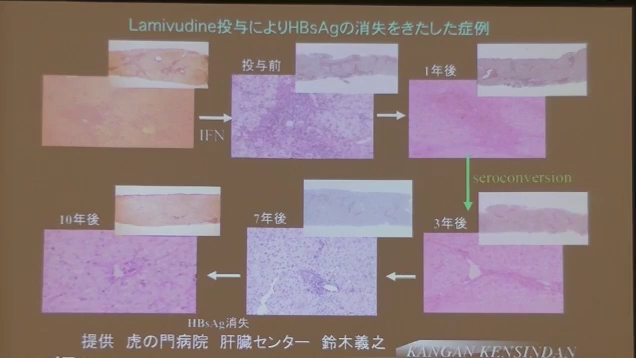 Lamivudine投与によりHBsAgの消失をきたした症例
投与前
1年後
IFN
seroconversion
10年後
7年後
3年後
HBsAg消失
提供 虎の門病院 肝臓センター 鈴木義之
KANGAN KENSINDAN